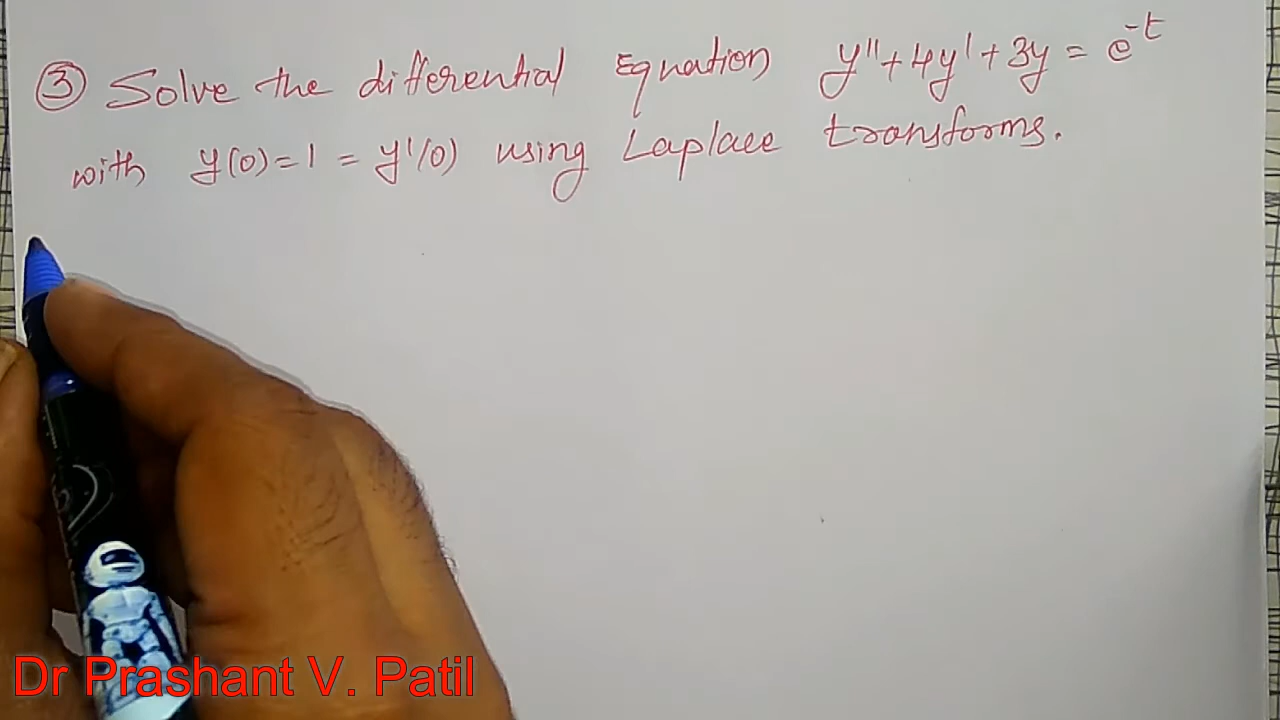 ③ Solve the differential Equation y'' + 4y' + 3y = e^-t
with y(0) = 1 = y'(0) using Laplace transforms.
Dr Prashant V. Patil